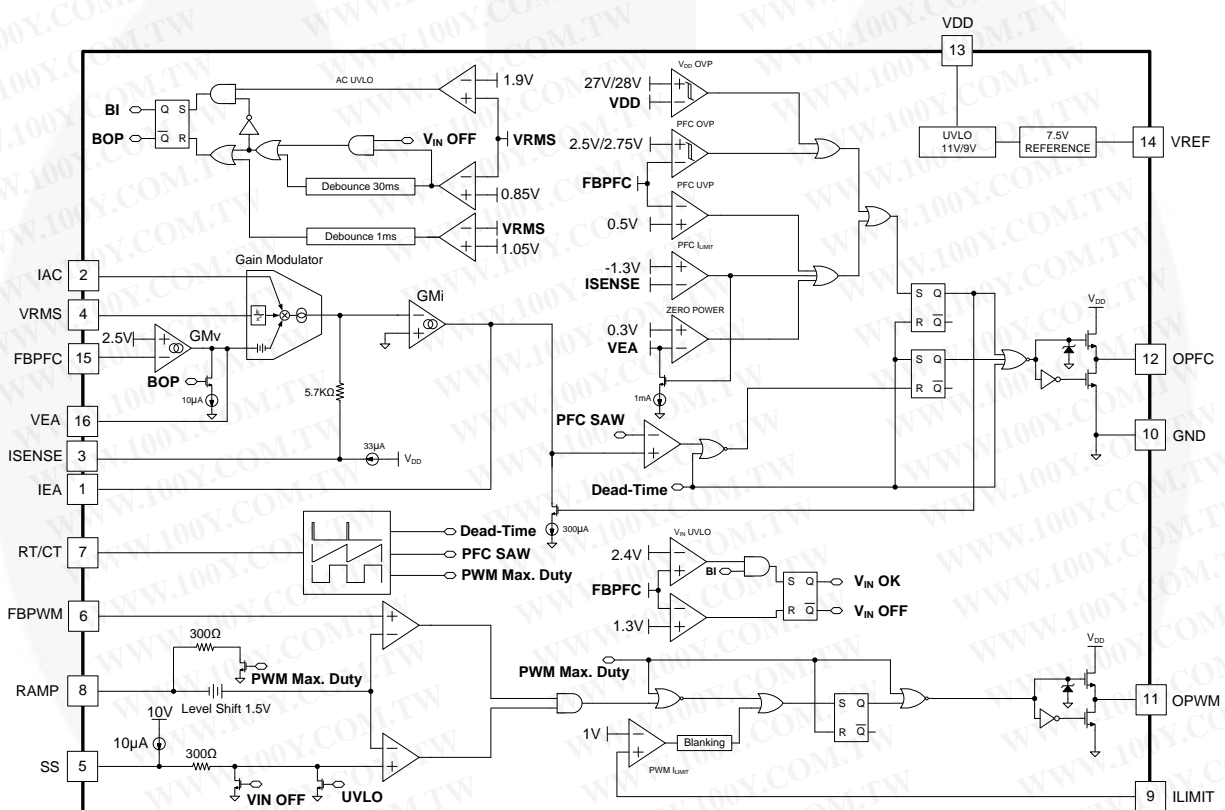 VDD
13
AC UVLO
1.9V
BI
Q S
BOP
Q R
VIN OFF
VRMS
Debounce 30ms
0.85V
Debounce 1ms
VRMS
1.05V
VDD OVP
27V/28V
VDD
PFC OVP
2.5V/2.75V
FBPFC
PFC UVP
0.5V
PFC ILIMIT
-1.3V
ISENSE
ZERO POWER
0.3V
VEA
1mA
UVLO
11V/9V
7.5V
REFERENCE
14 VREF
Gain Modulator
IAC 2
VRMS 4
2.5V
GMv
GMi
FBPFC 15
BOP
10µA
5.7KΩ
VEA 16
33µA
VDD
ISENSE 3
IEA 1
S Q
R Q
S Q
R Q
VDD
12 OPFC
10 GND
PFC SAW
Dead-Time
300µA
RT/CT 7
Dead-Time
PFC SAW
PWM Max. Duty
VIN UVLO
2.4V
BI
FBPFC
1.3V
S Q
R Q
VIN OK
VIN OFF
FBPWM 6
300Ω
PWM Max. Duty
RAMP 8
Level Shift 1.5V
10V
10µA
300Ω
SS 5
VIN OFF
UVLO
PWM Max. Duty
1V
Blanking
PWM ILIMIT
S Q
R Q
VDD
11 OPWM
9 ILIMIT
WWW.100Y.COM.TW